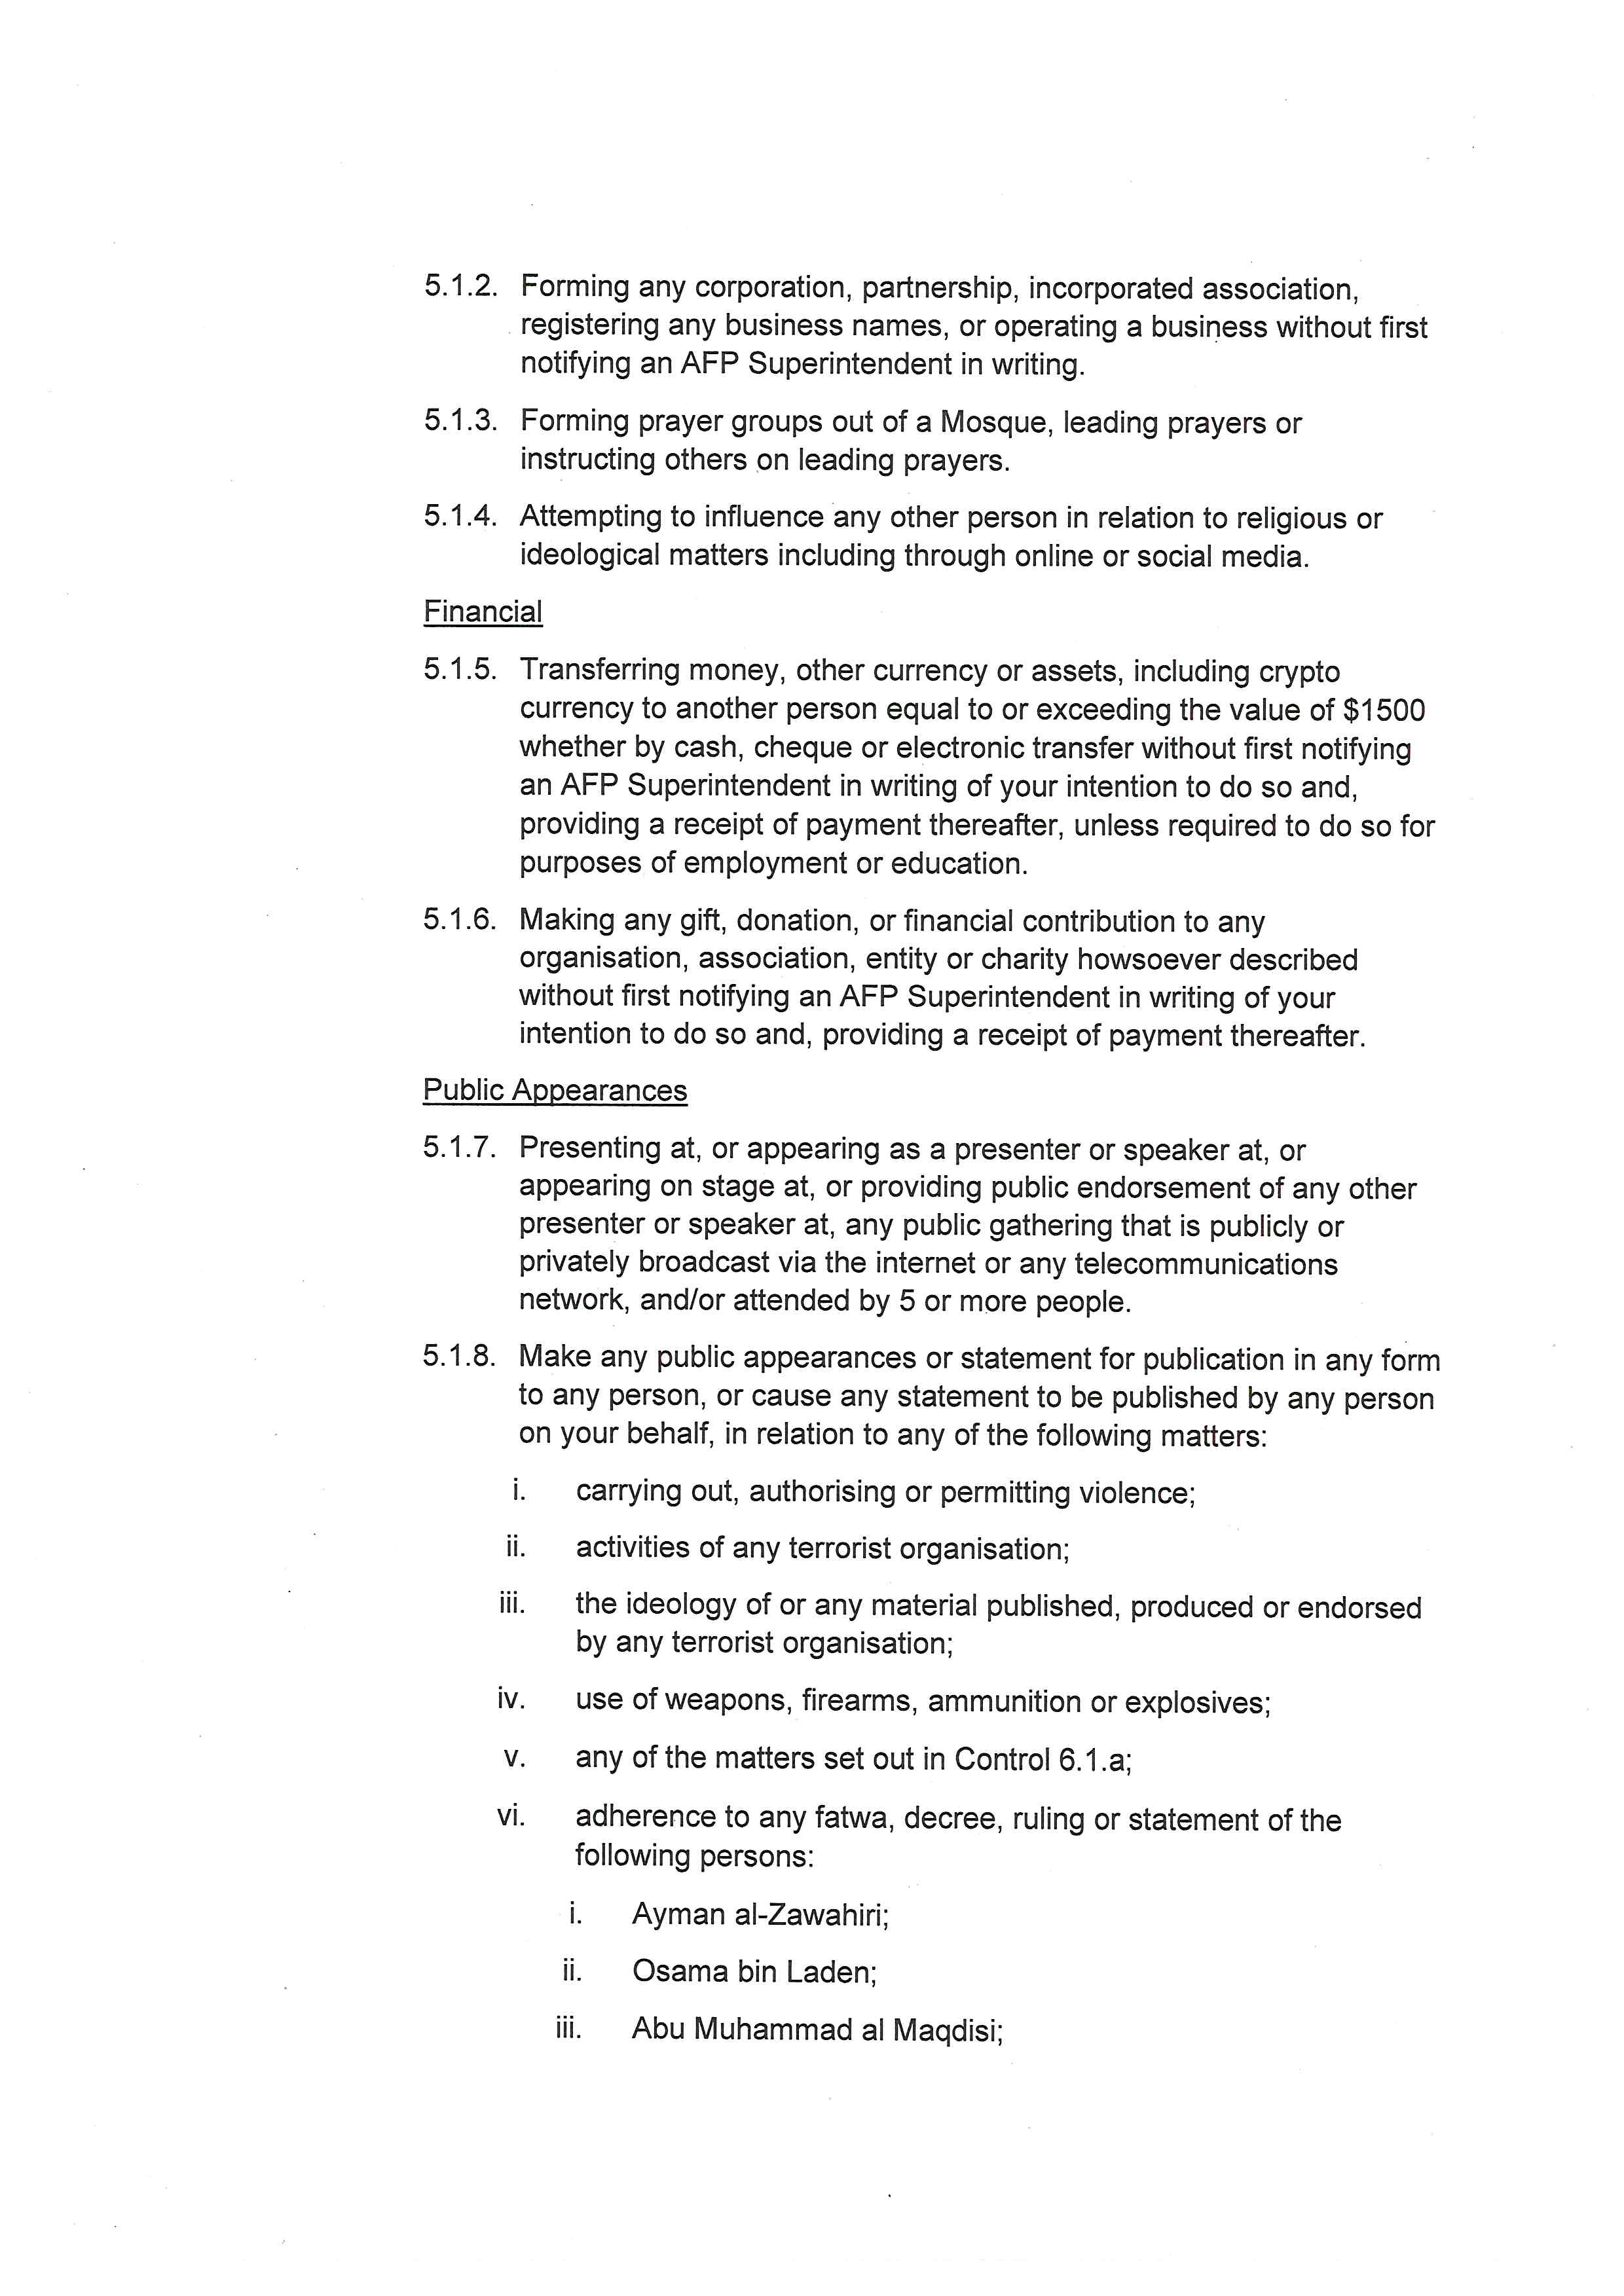 5.1.2. Forming any corporation, partnership, incorporated association,
registering any business names, or operating a business without first
notifying an AFP Superintendent in writing.
5.1.3. Forming prayer groups out of a Mosque, leading prayers or
instructing others on leading prayers.
5.1.4. Attempting to influence any other person in relation to religious or
ideological matters including through online or social media.
Financial
5.1.5. Transferring money, other currency or assets, including crypto
currency to another person equal to or exceeding the value of $1500
whether by cash, cheque or electronic transfer without first notifying
an AFP Superintendent in writing of your intention to do so and,
providing a receipt of payment thereafter, unless required to do so for
purposes of employment or education.
5.1.6. Making any gift, donation, or financial contribution to any
organisation, association, entity or charity howsoever described
without first notifying an AFP Superintendent in writing of your
intention to do so and, providing a receipt of payment thereafter.
Public Appearances
5.1.7. Presenting at, or appearing as a presenter or speaker at, or
appearing on stage at, or providing public endorsement of any other
presenter or speaker at, any public gathering that is publicly or
privately broadcast via the internet or any telecommunications
network, and/or attended by 5 or more people.
5.1.8. Make any public appearances or statement for publication in any form
to any person, or cause any statement to be published by any person
on your behalf, in relation to any of the following matters:
i. carrying out, authorising or permitting violence;
ii. activities of any terrorist organisation;
iii. the ideology of or any material published, produced or endorsed
by any terrorist organisation;
iv. use of weapons, firearms, ammunition or explosives;
v. any of the matters set out in Control 6.1.a;
vi. adherence to any fatwa, decree, ruling or statement of the
following persons:
i. Ayman al-Zawahiri;
ii. Osama bin Laden;
iii. Abu Muhammad al Maqdisi;